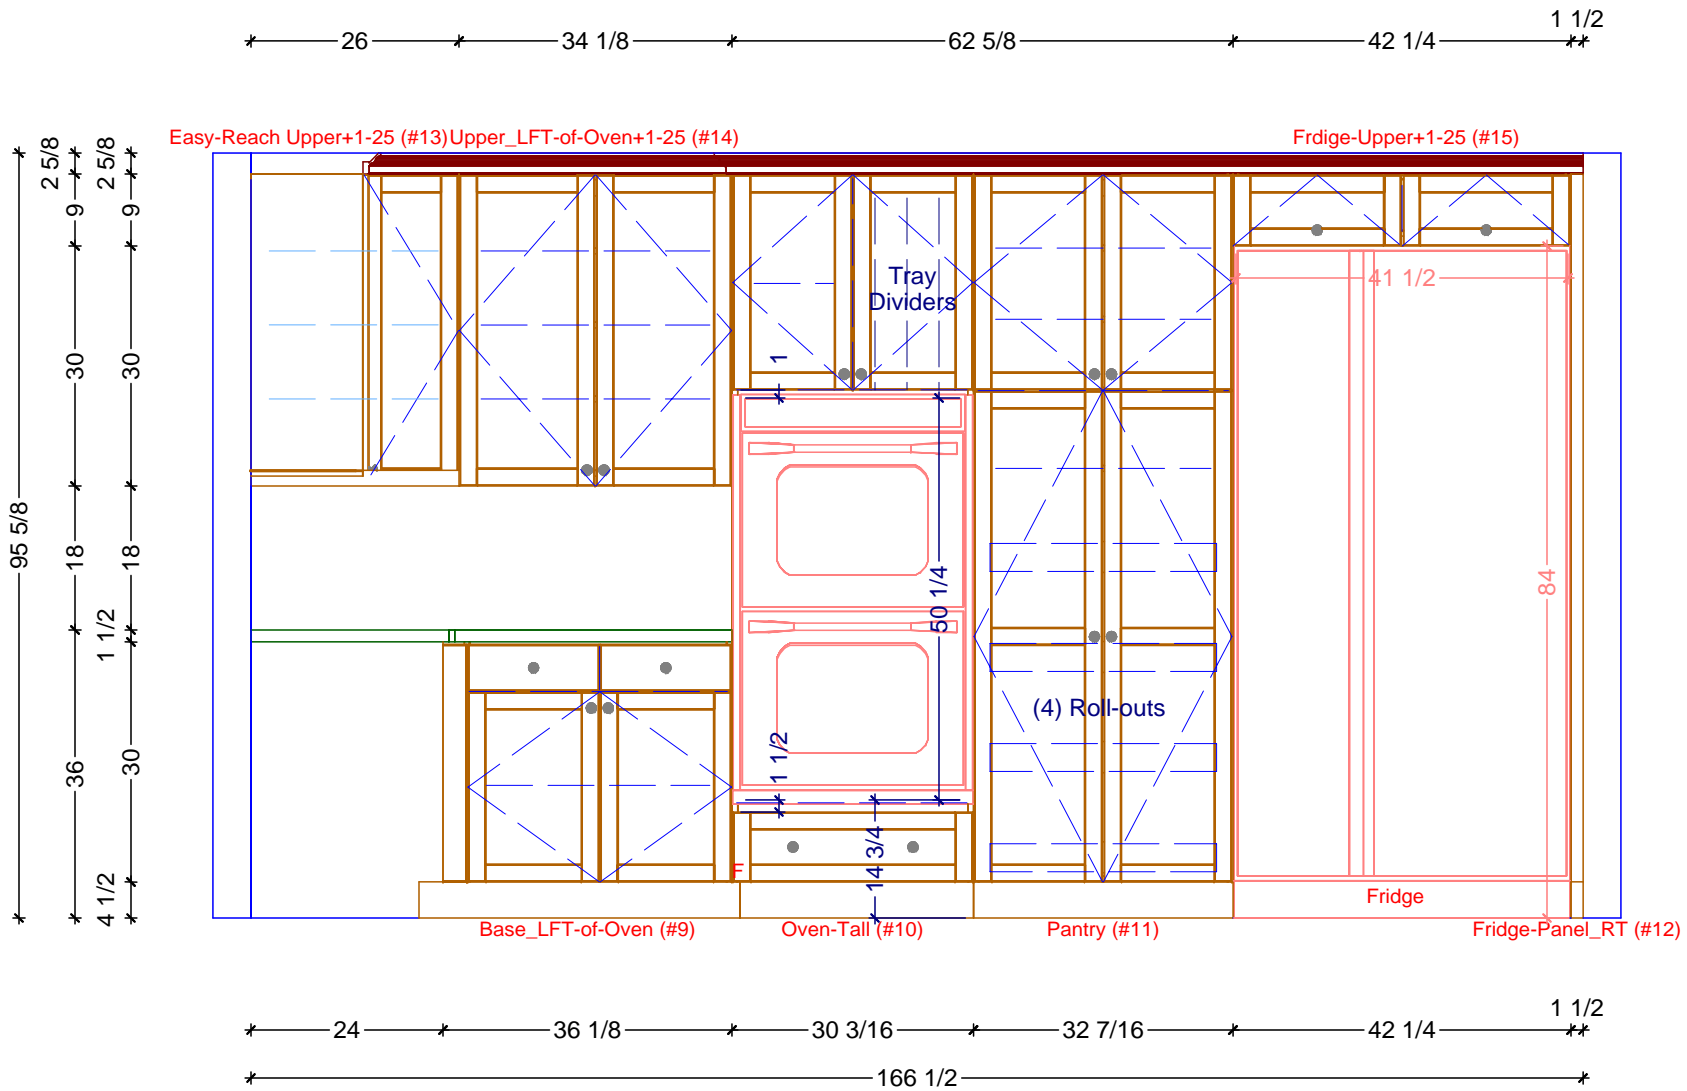 1 1/2
26
34 1/8
62 5/8
42 1/4
Easy-Reach Upper+1-25 (#13)
Upper_LFT-of-Oven+1-25 (#14)
Frdige-Upper+1-25 (#15)
2 5/8
2 5/8
9
9
30
30
95 5/8
18
18
1 1/2
36
30
4 1/2
Tray
Dividers
1
41 1/2
50 1/4
84
1 1/2
(4) Roll-outs
14 3/4
F
Fridge
Base_LFT-of-Oven (#9)
Oven-Tall (#10)
Pantry (#11)
Fridge-Panel_RT (#12)
1 1/2
24
36 1/8
30 3/16
32 7/16
42 1/4
166 1/2